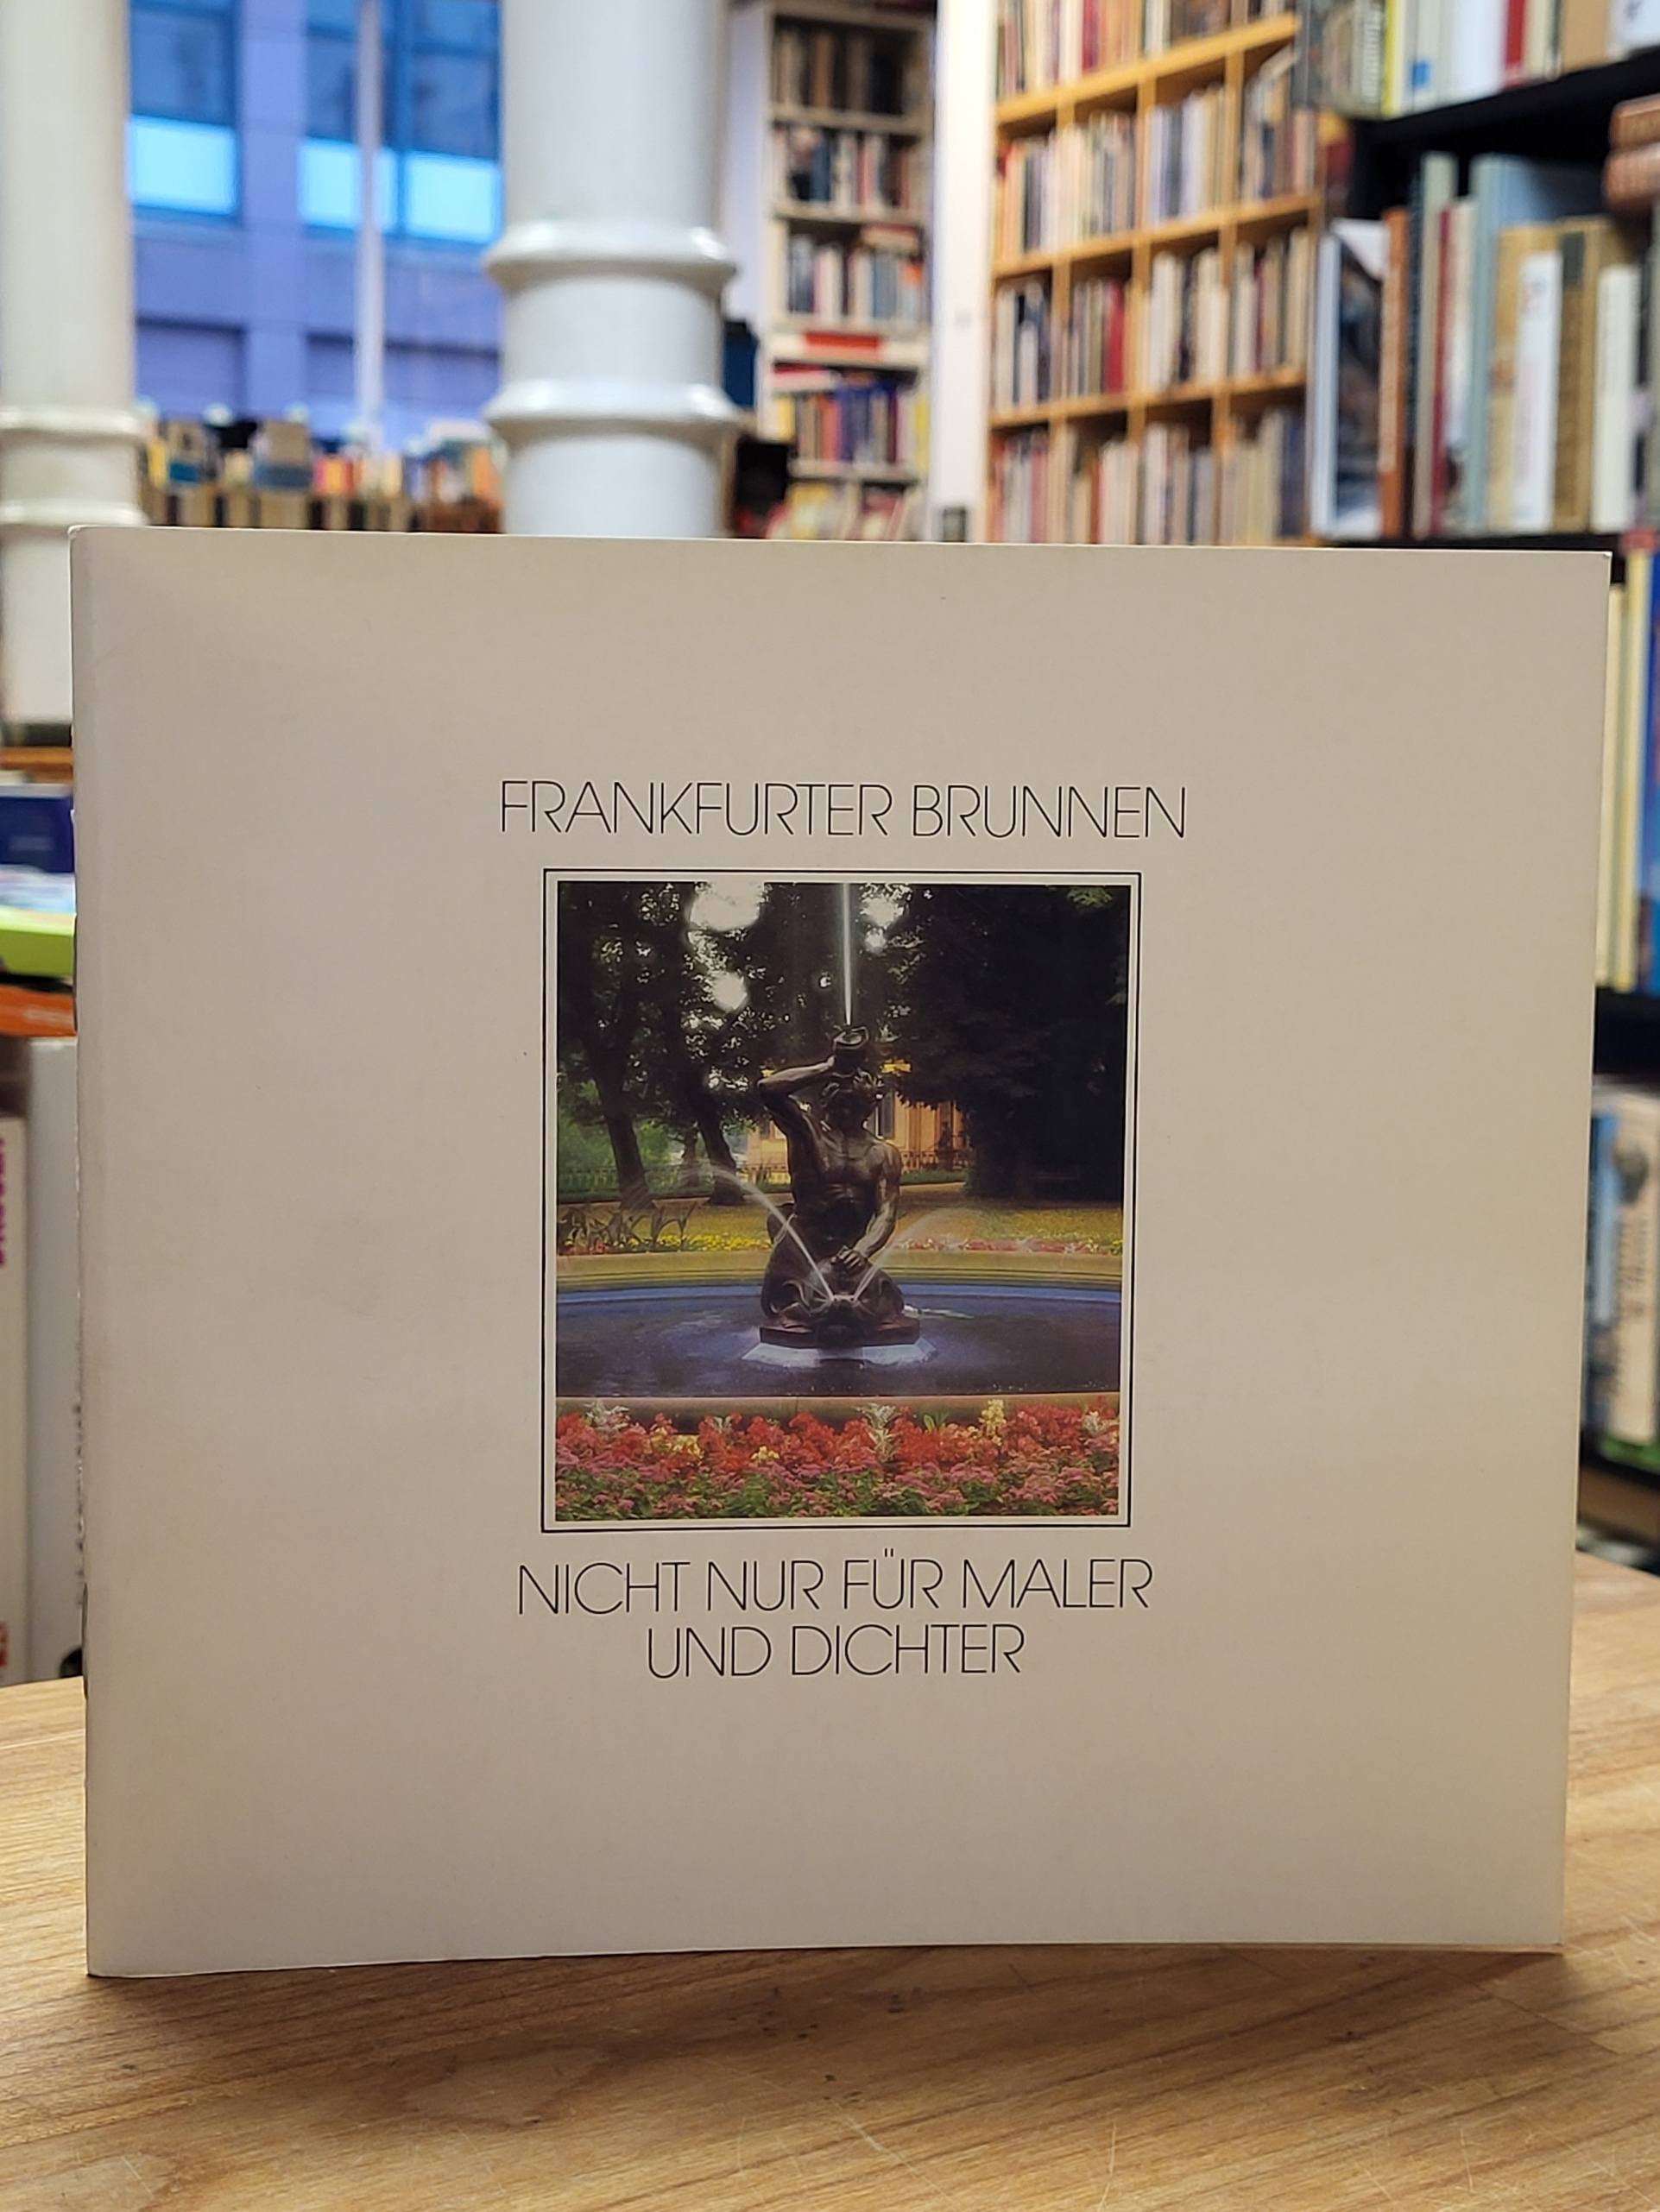 FRANKFURTER BRUNNEN
NICHT NUR FÜR MALER
UND DICHTER